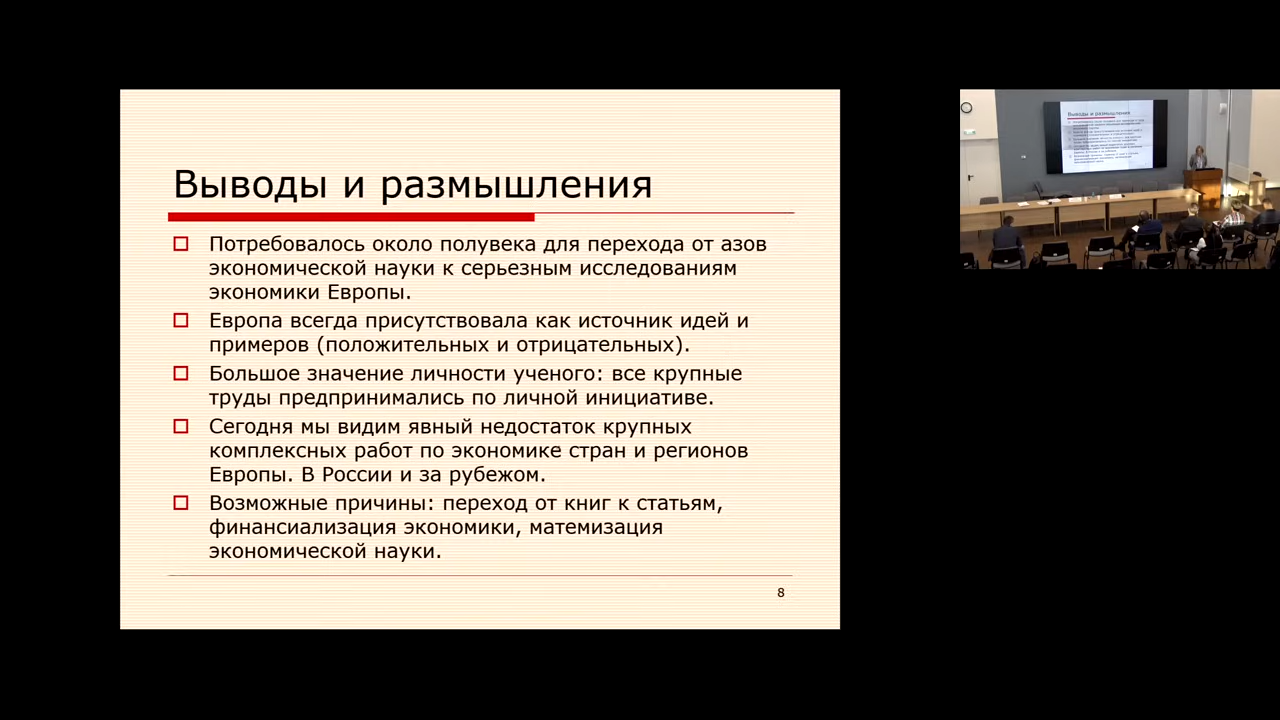 Выводы и размышления
Потребовалось около полувека для перехода от азов
экономической науки к серьезным исследованиям
экономики Европы.
Европа всегда присутствовала как источник идей и
примеров (положительных и отрицательных).
Большое значение личности ученого: все крупные
труды предпринимались по личной инициативе.
Сегодня мы видим явный недостаток крупных
комплексных работ по экономике стран и регионов
Европы. В России и за рубежом.
Возможные причины: переход от книг к статьям,
финансиализация экономики, матемизация
экономической науки.
8
Выводы и размышления